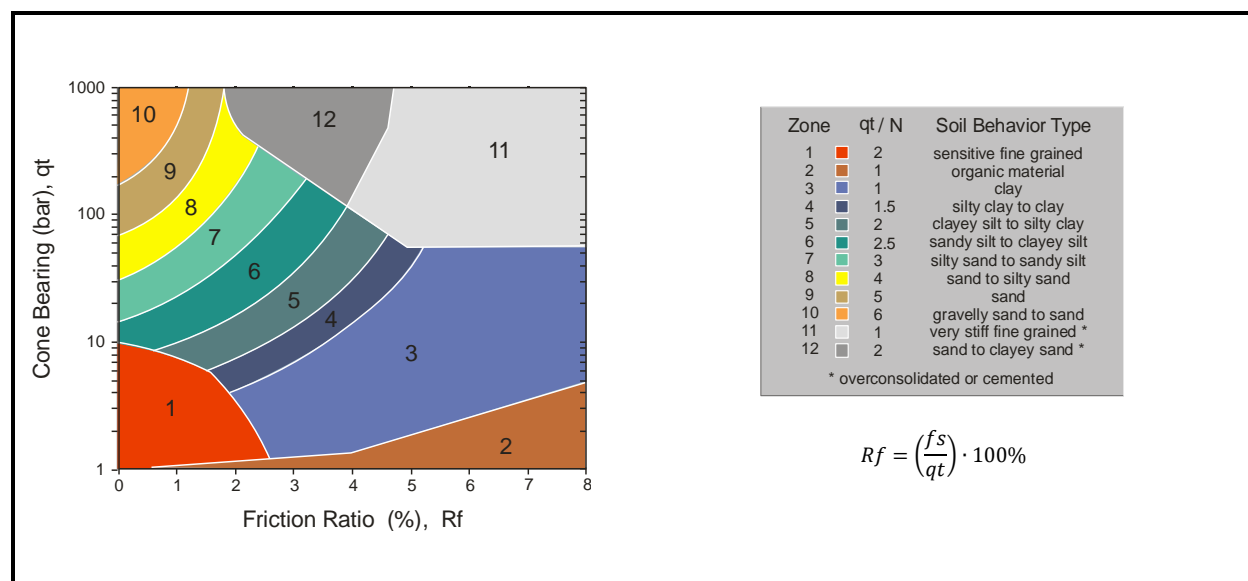 1000
100
10
1
Cone Bearing (bar), qt
10
12
11
9
8
7
6
5
4
3
1
2
0 1 2 3 4 5 6 7 8
Friction Ratio (%), Rf
Zone qt / N Soil Behavior Type
1 2 sensitive fine grained
2 1 organic material
3 1 clay
4 1.5 silty clay to clay
5 2 clayey silt to silty clay
6 2.5 sandy silt to clayey silt
7 3 silty sand to sandy silt
8 4 sand to silty sand
9 5 sand
10 6 gravelly sand to sand
11 1 very stiff fine grained *
12 2 sand to clayey sand *
* overconsolidated or cemented
Rf = (fs/qt) · 100%